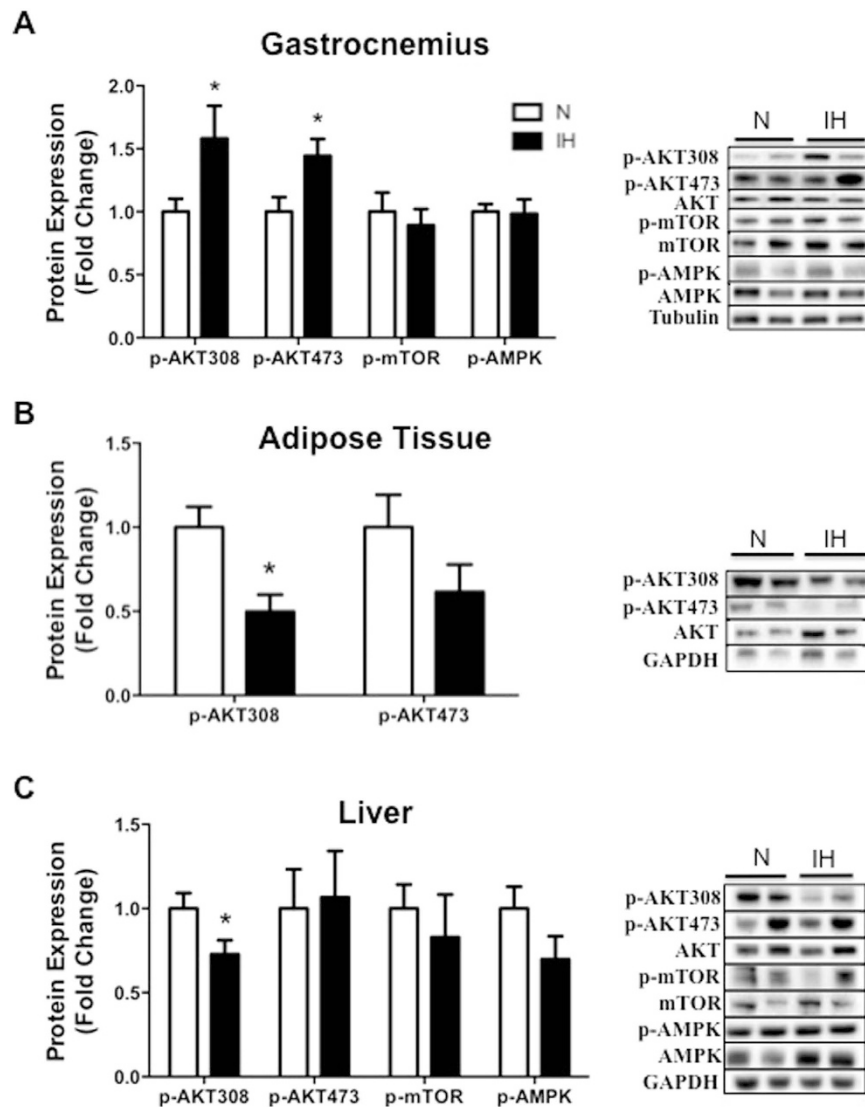 A
Gastrocnemius
Protein Expression
(Fold Change)
2.0
1.5
1.0
0.5
0.0
*
*
N
IH
p-AKT308 p-AKT473 p-mTOR p-AMPK
N IH
p-AKT308
p-AKT473
AKT
p-mTOR
mTOR
p-AMPK
AMPK
Tubulin
B
Adipose Tissue
Protein Expression
(Fold Change)
1.5
1.0
0.5
0.0
*
p-AKT308 p-AKT473
N IH
p-AKT308
p-AKT473
AKT
GAPDH
C
Liver
Protein Expression
(Fold Change)
1.5
1.0
0.5
0.0
*
p-AKT308 p-AKT473 p-mTOR p-AMPK
N IH
p-AKT308
p-AKT473
AKT
p-mTOR
mTOR
p-AMPK
AMPK
GAPDH